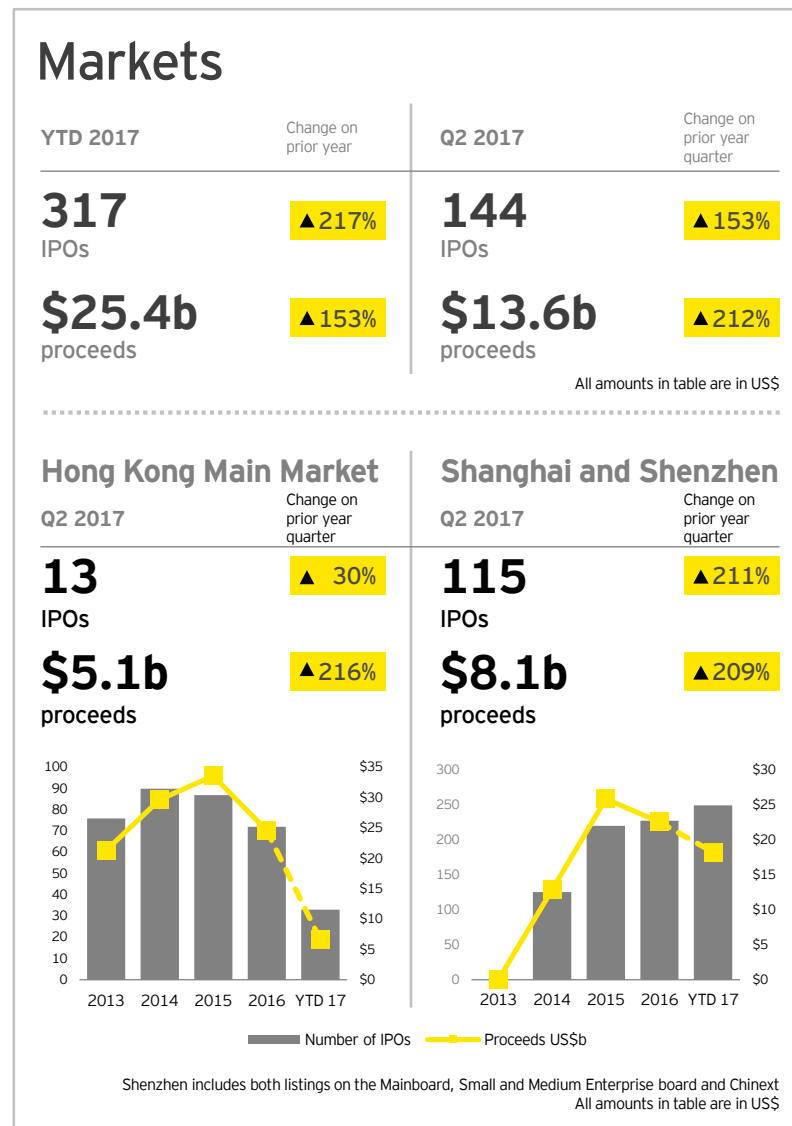 Markets
YTD 2017
Change on
prior year
317
IPOs
▲ 217%
$25.4b
proceeds
▲ 153%
Q2 2017
Change on
prior year
quarter
144
IPOs
▲ 153%
$13.6b
proceeds
▲ 212%
All amounts in table are in US$
Hong Kong Main Market
Q2 2017
Change on
prior year
quarter
13
IPOs
▲ 30%
$5.1b
proceeds
▲ 216%
Shanghai and Shenzhen
Q2 2017
Change on
prior year
quarter
115
IPOs
▲ 211%
$8.1b
proceeds
▲ 209%
100
90
80
70
60
50
40
30
20
10
0
$35
$30
$25
$20
$15
$10
$5
$0
2013 2014 2015 2016 YTD 17
300
250
200
150
100
50
0
$30
$25
$20
$15
$10
$5
$0
2013 2014 2015 2016 YTD 17
Number of IPOs Proceeds US$b
Shenzhen includes both listings on the Mainboard, Small and Medium Enterprise board and Chinext
All amounts in table are in US$